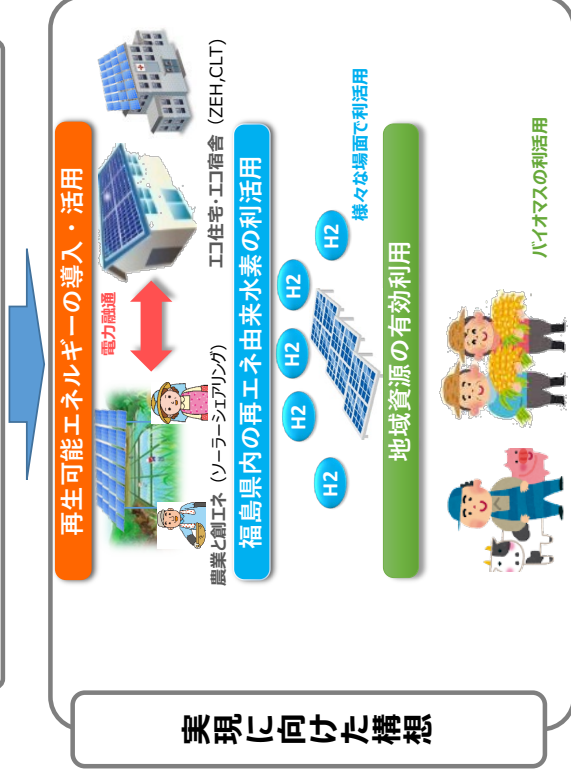 実現に向けた構想
再生可能エネルギーの導入・活用
電力融通
農業と創エネ（ソーラーシェアリング）
エコ住宅・エコ宿舎（ZEH,CLT）
福島県内の再エネ由来水素の利活用
H2
H2
H2
H2
H2
様々な場面で利活用
地域資源の有効利用
バイオマスの利活用